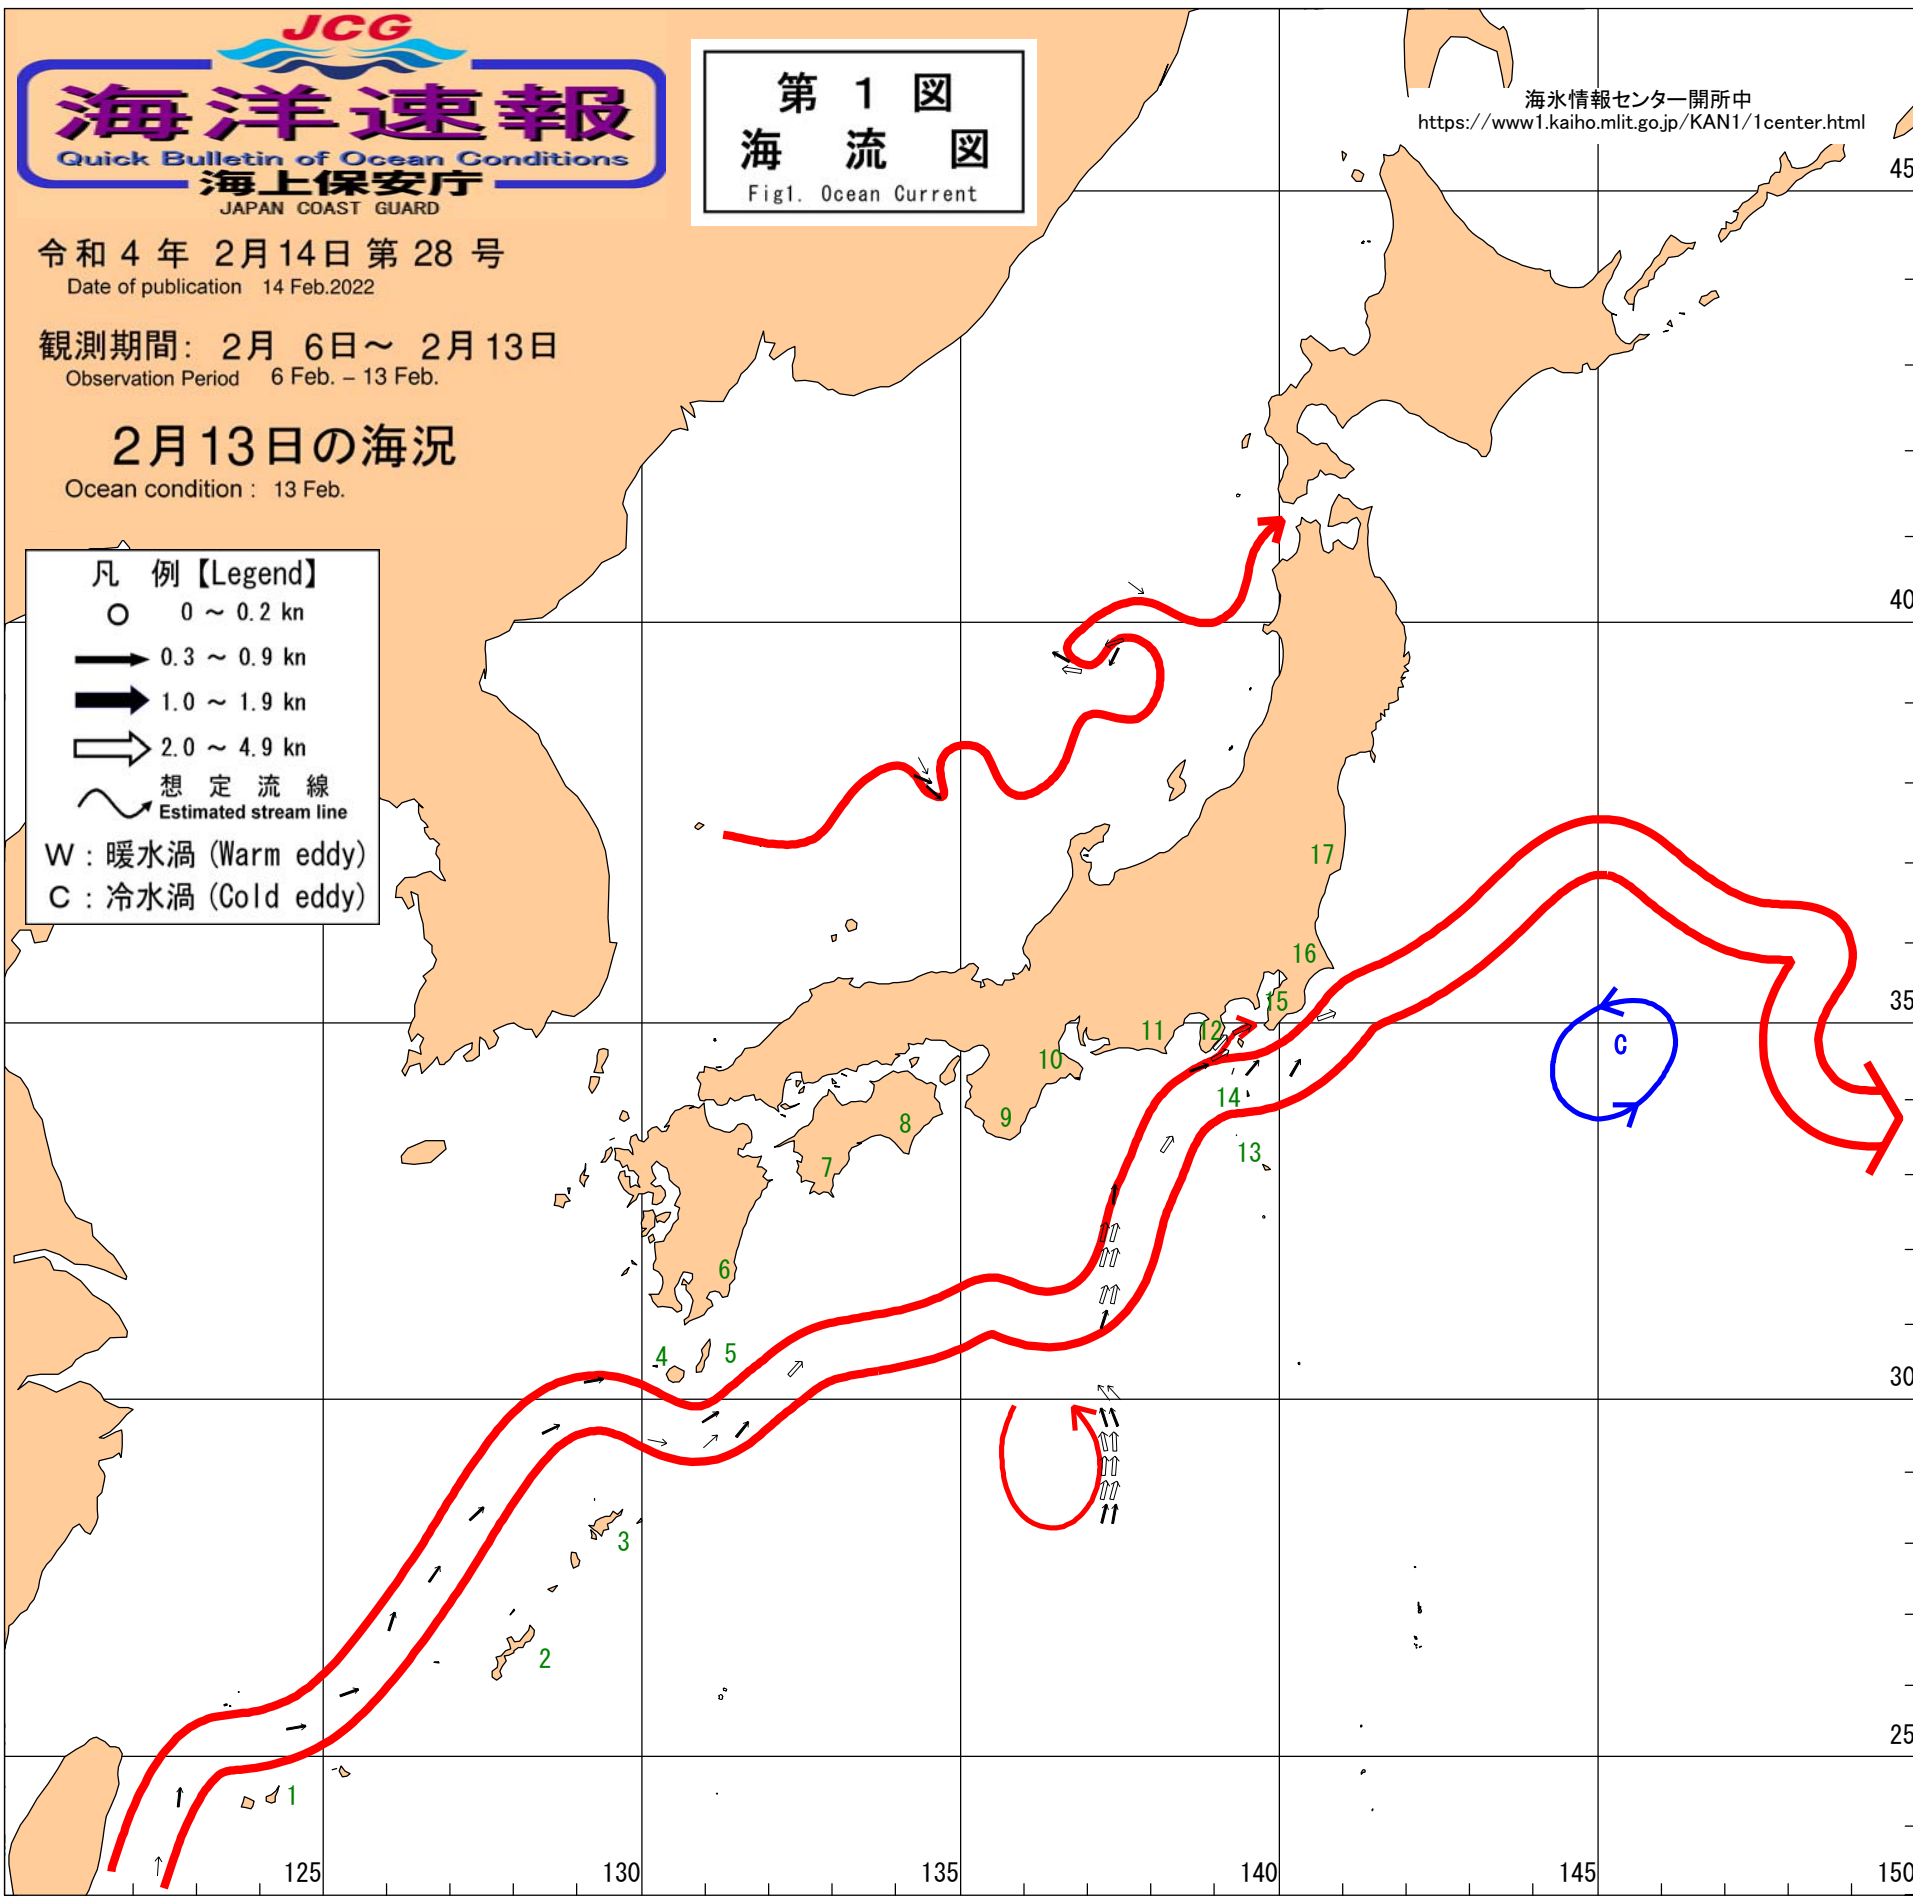 JCG
海洋速報
Quick Bulletin of Ocean Conditions
海上保安庁
JAPAN COAST GUARD
第 1 図
海 流 図
Fig1. Ocean Current
海氷情報センター開所中
https://www1.kaiho.mlit.go.jp/KAN1/1center.html
令和 4 年 2月14日 第 28 号
Date of publication 14 Feb.2022
観測期間: 2月 6日～ 2月13日
Observation Period 6 Feb. – 13 Feb.
2月13日の海況
Ocean condition : 13 Feb.
凡 例【Legend】
0 ～ 0.2 kn
0.3 ～ 0.9 kn
1.0 ～ 1.9 kn
2.0 ～ 4.9 kn
想 定 流 線
Estimated stream line
W : 暖水渦 (Warm eddy)
C : 冷水渦 (Cold eddy)
45
40
35
30
25
17
16
15
12
11
10
C
14
9
8
13
7
6
5
4
3
2
1
125
130
135
140
145
150